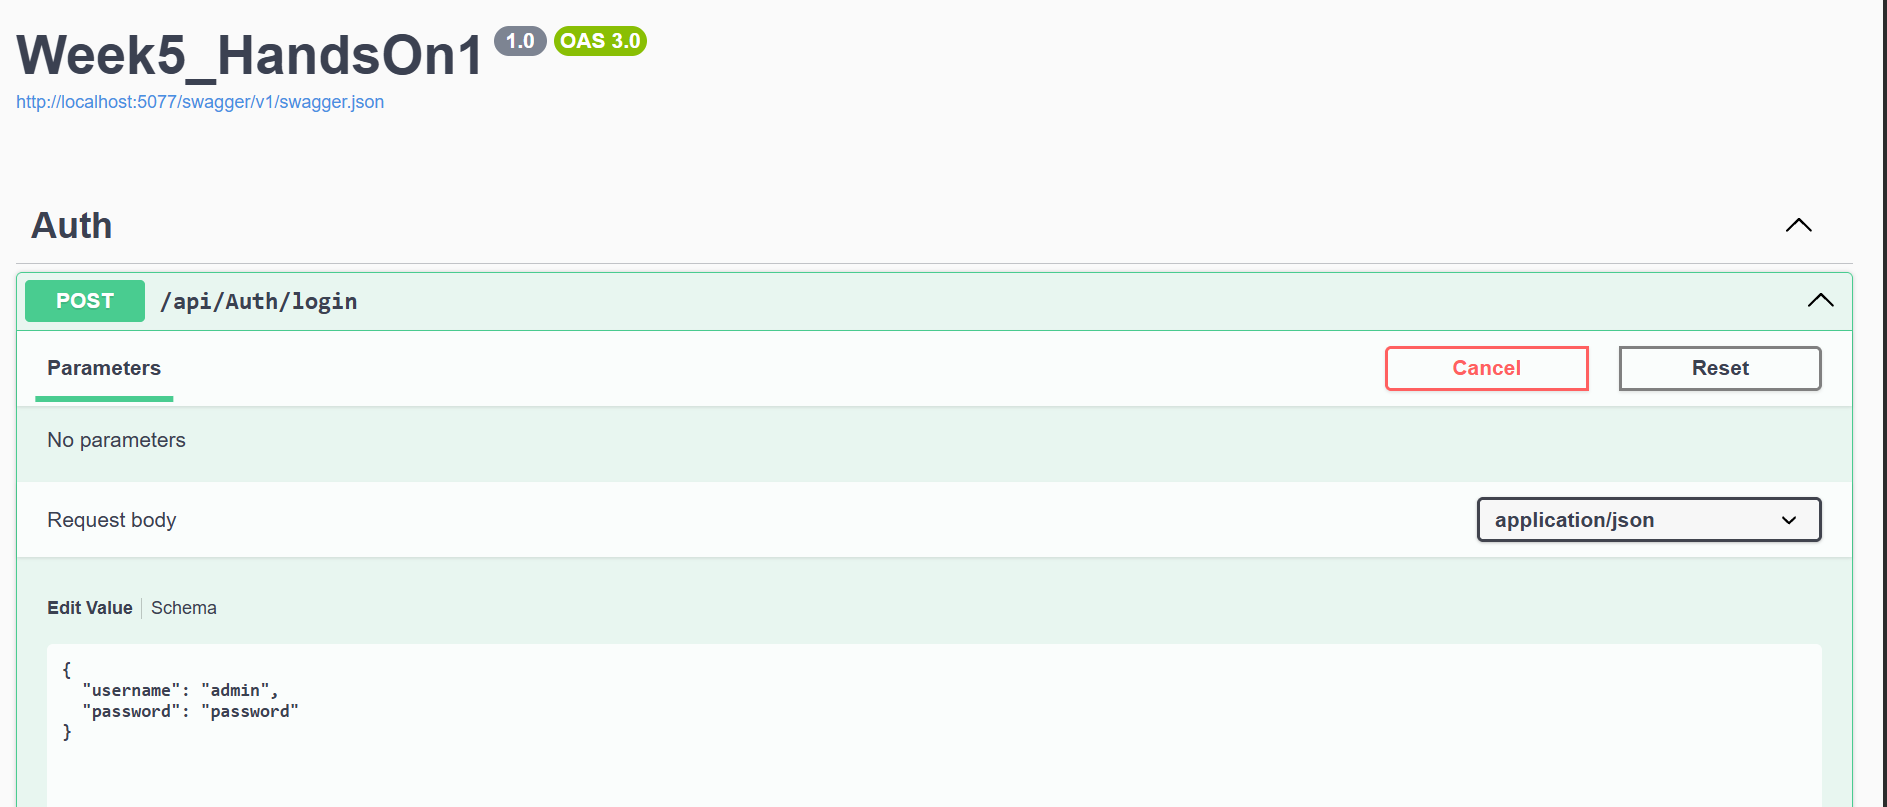 Week5_HandsOn1 1.0 OAS 3.0
http://localhost:5077/swagger/v1/swagger.json
Auth
POST /api/Auth/login
Parameters Cancel Reset
No parameters
Request body application/json
Edit Value Schema
{
  "username": "admin",
  "password": "password"
}